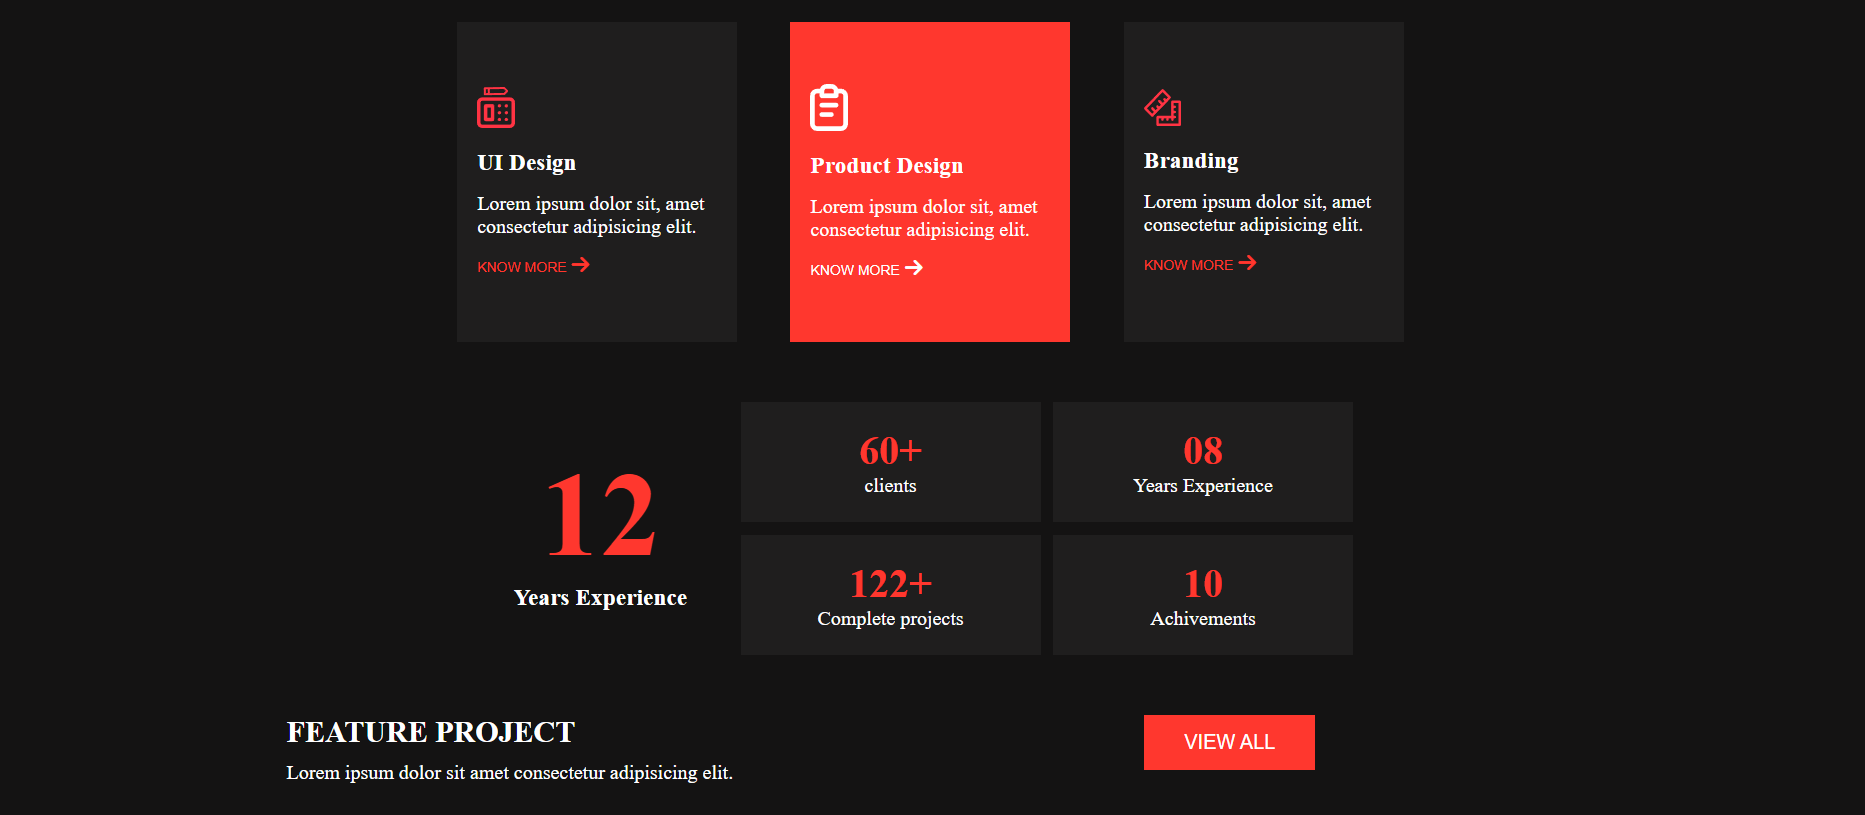 UI Design
Lorem ipsum dolor sit, amet
consectetur adipisicing elit.
KNOW MORE
Product Design
Lorem ipsum dolor sit, amet
consectetur adipisicing elit.
KNOW MORE
Branding
Lorem ipsum dolor sit, amet
consectetur adipisicing elit.
KNOW MORE
12
Years Experience
60+
clients
08
Years Experience
122+
Complete projects
10
Achivements
FEATURE PROJECT
Lorem ipsum dolor sit amet consectetur adipisicing elit.
VIEW ALL